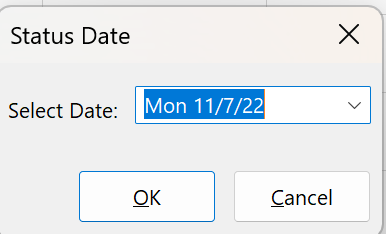 Status Date
Select Date: Mon 11/7/22
OK Cancel